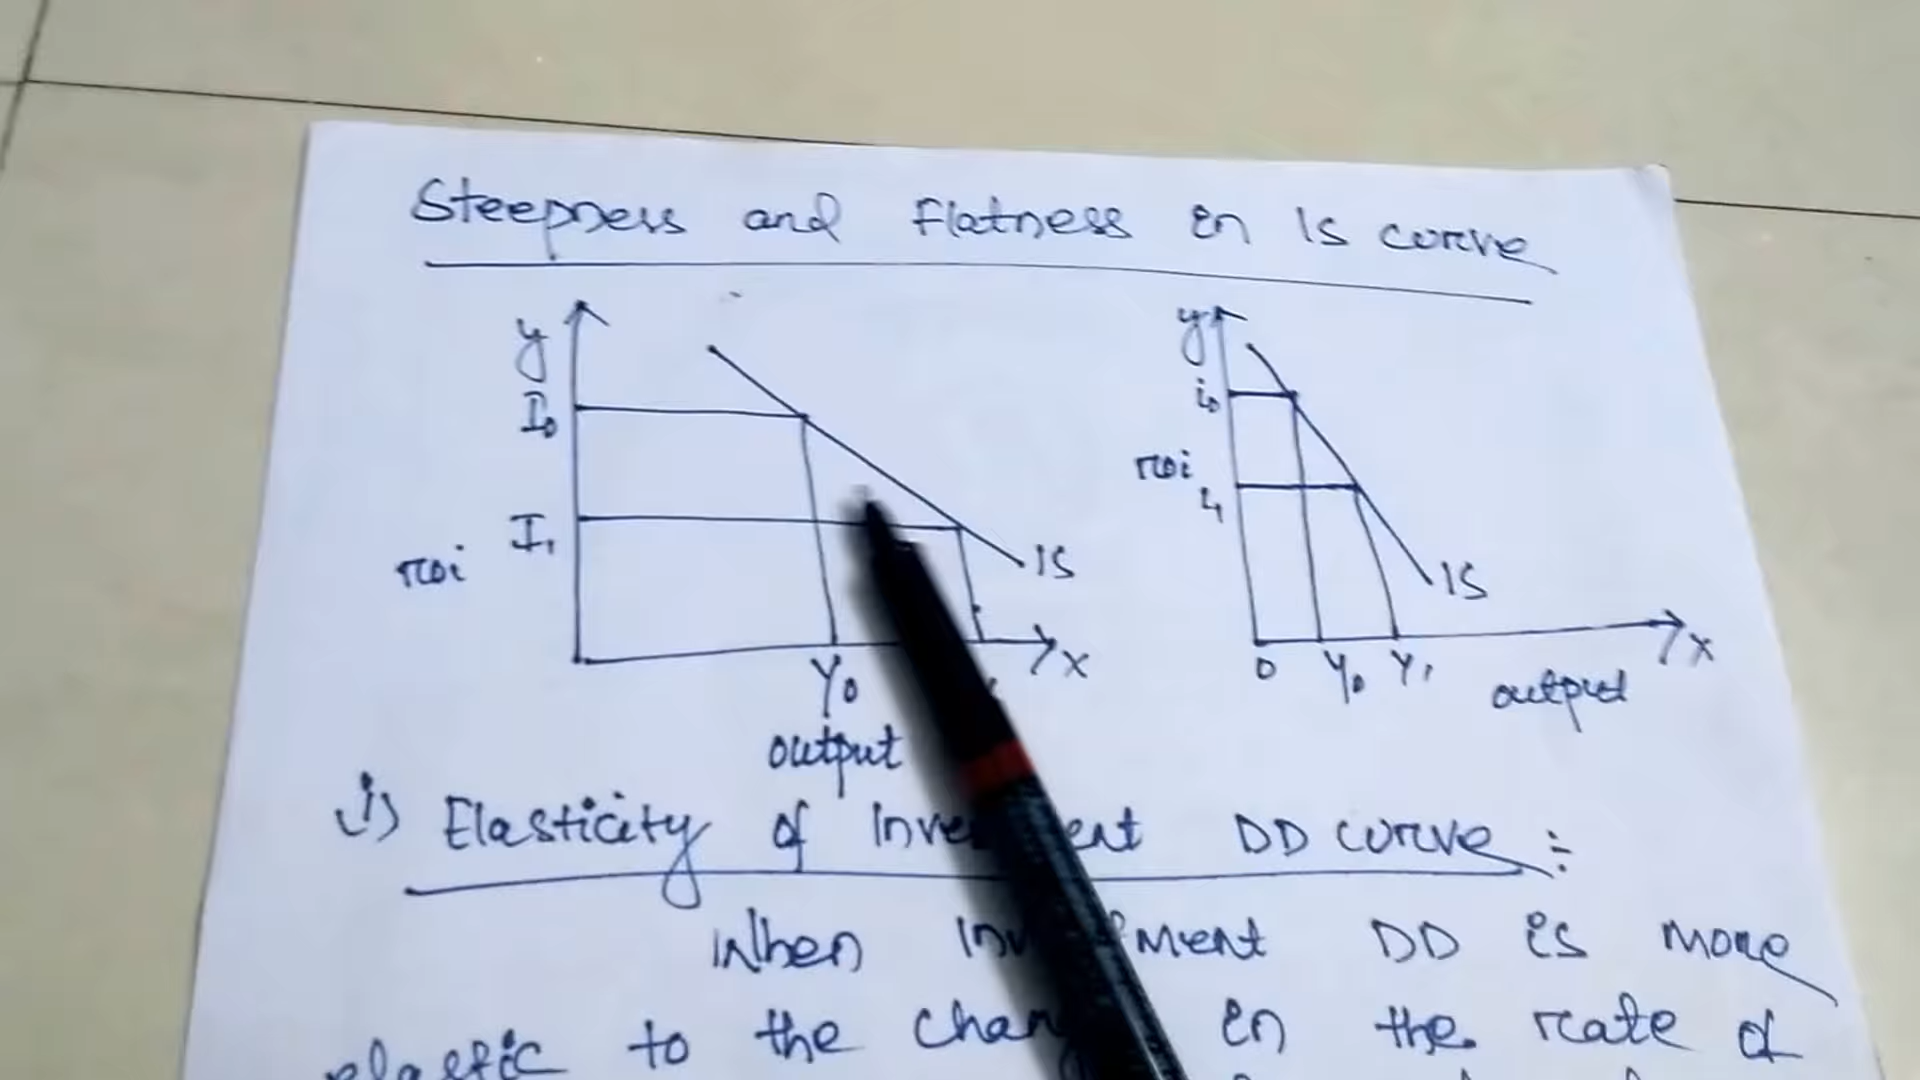 Steepness and Flatness in IS curve
y
I0
I1
roi
IS
X
Y0
output
y
i0
roi
i1
IS
X
0 Y0 Y1
output
i) Elasticity of Inve ent DD curve :-
When Inv ment DD is more
elastic to the chan in the rate of